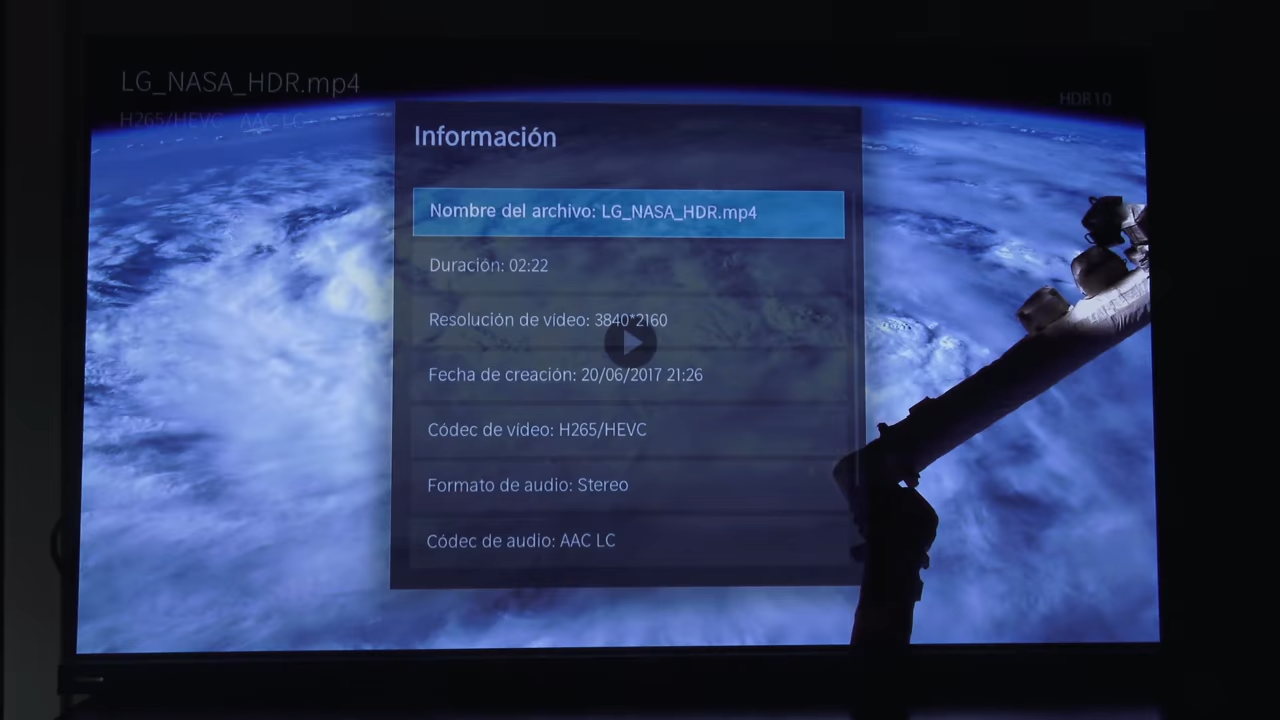 LG_NASA_HDR.mp4
HDR10
H265/HEVC AAC LC
Información
Nombre del archivo: LG_NASA_HDR.mp4
Duración: 02:22
Resolución de vídeo: 3840*2160
Fecha de creación: 20/06/2017 21:26
Códec de vídeo: H265/HEVC
Formato de audio: Stereo
Códec de audio: AAC LC